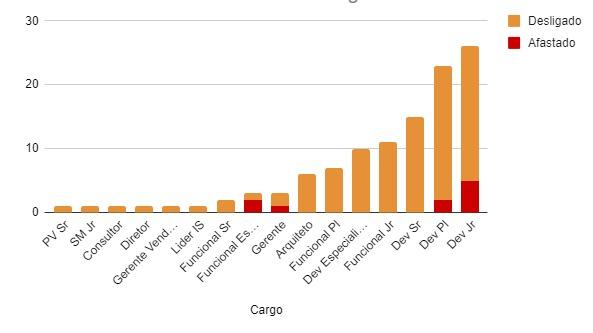 30
20
10
0
Desligado
Afastado
PV Sr
SM Jr
Consultor
Diretor
Gerente Vend...
Lider IS
Funcional Sr
Funcional Es...
Gerente
Arquiteto
Funcional Pl
Dev Especiali...
Funcional Jr
Dev Sr
Dev Pl
Dev Jr
Cargo